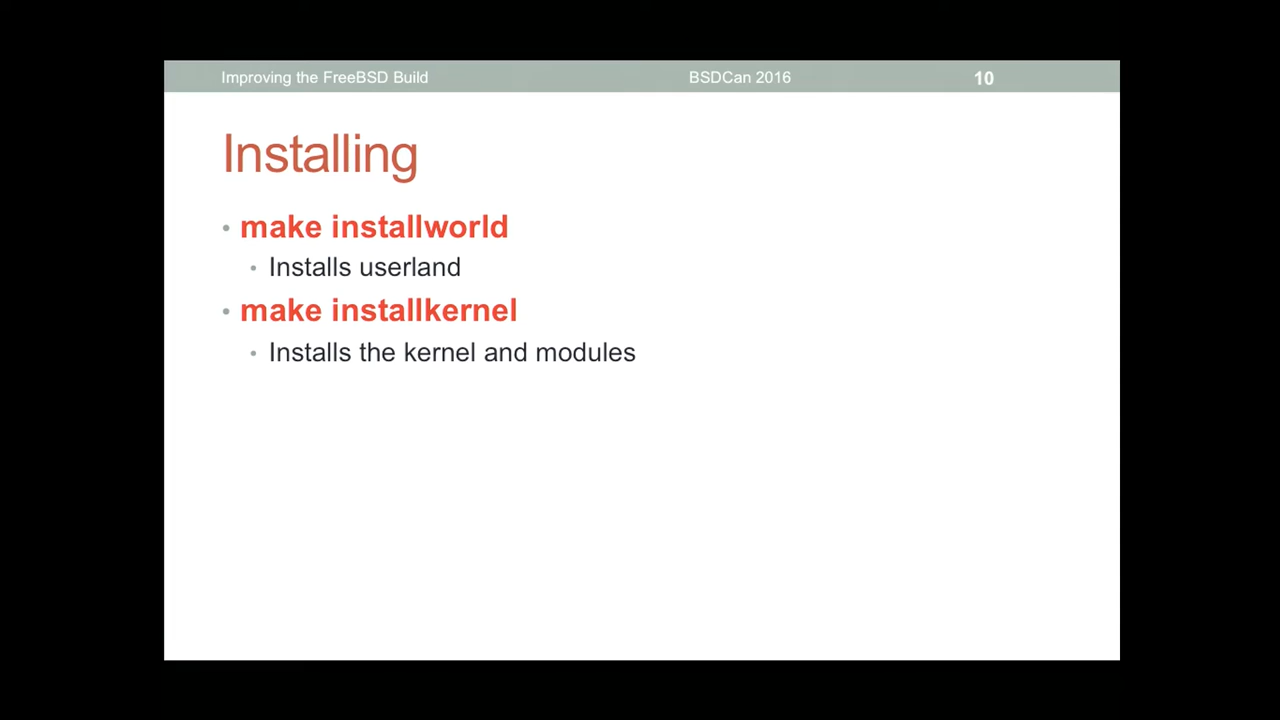 Improving the FreeBSD Build BSDCan 2016 10
Installing
• make installworld
• Installs userland
• make installkernel
• Installs the kernel and modules